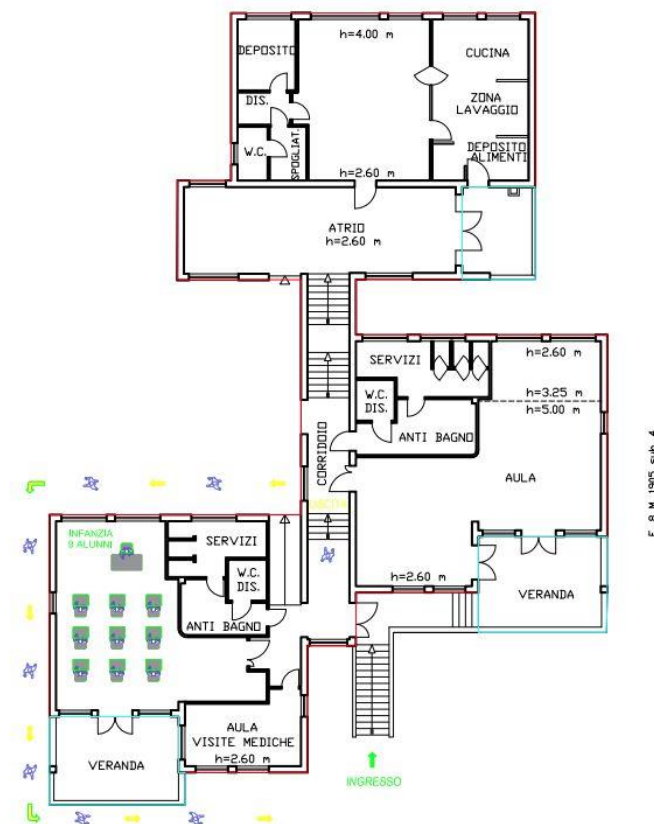 h=4.00 m
DEPOSITO
CUCINA
ZONA
LAVAGGIO
DIS.
W.C.
SPOGLIAT.
DEPOSITO
ALIMENTI
h=2.60 m
ATRIO
h=2.60 m
SERVIZI
h=2.60 m
W.C.
DIS.
h=3.25 m
h=5.00 m
ANTI BAGNO
CORRIDOIO
AULA
INFANZIA
9 ALUNNI
SERVIZI
W.C.
DIS.
h=2.60 m
VERANDA
ANTI BAGNO
AULA
VISITE MEDICHE
h=2.60 m
VERANDA
INGRESSO